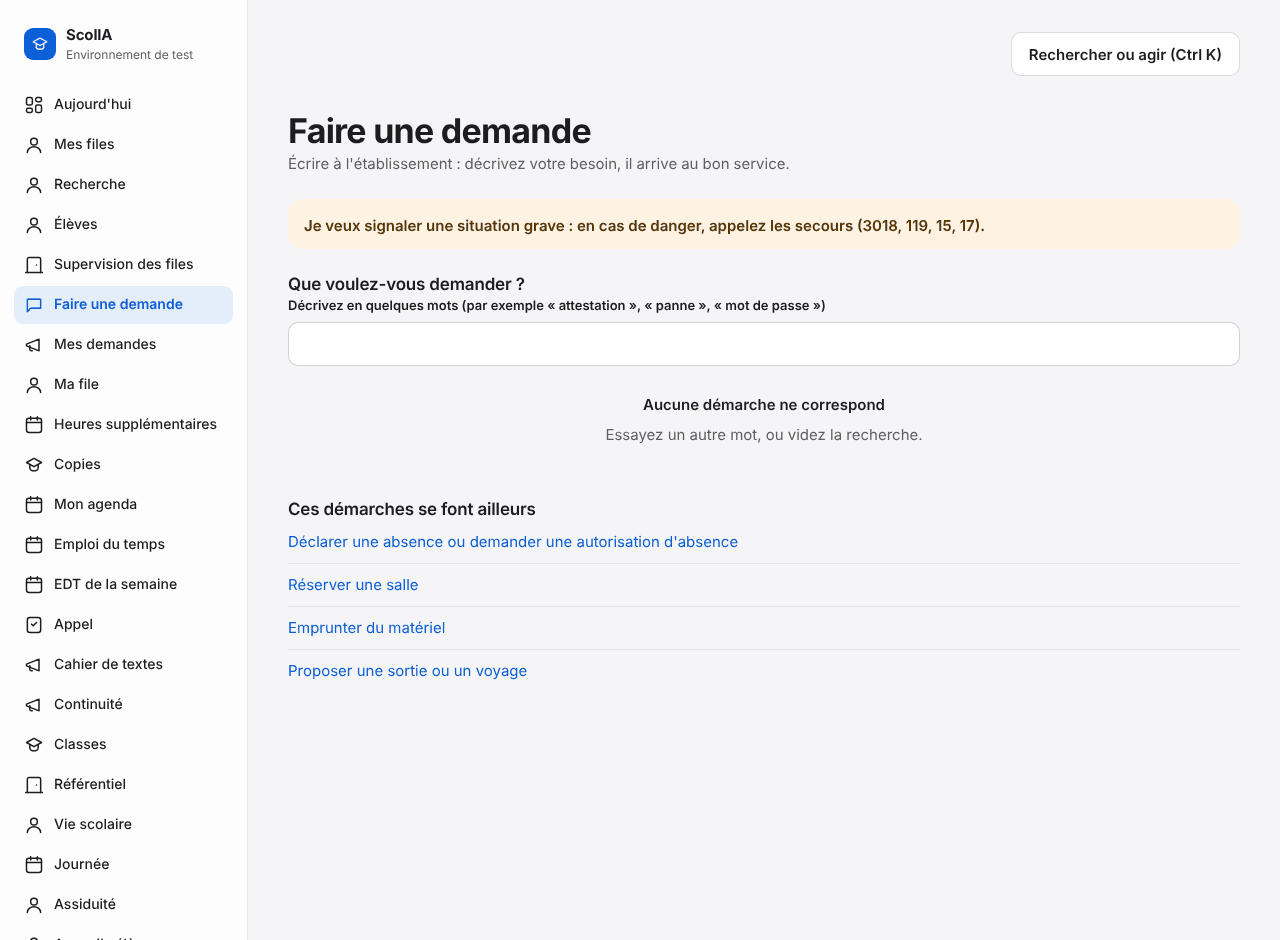 ScolIA
Environnement de test
Aujourd'hui
Mes files
Recherche
Élèves
Supervision des files
Faire une demande
Mes demandes
Ma file
Heures supplémentaires
Copies
Mon agenda
Emploi du temps
EDT de la semaine
Appel
Cahier de textes
Continuité
Classes
Référentiel
Vie scolaire
Journée
Assiduité
Rechercher ou agir (Ctrl K)
Faire une demande
Écrire à l'établissement : décrivez votre besoin, il arrive au bon service.
Je veux signaler une situation grave : en cas de danger, appelez les secours (3018, 119, 15, 17).
Que voulez-vous demander ?
Décrivez en quelques mots (par exemple « attestation », « panne », « mot de passe »)
Aucune démarche ne correspond
Essayez un autre mot, ou videz la recherche.
Ces démarches se font ailleurs
Déclarer une absence ou demander une autorisation d'absence
Réserver une salle
Emprunter du matériel
Proposer une sortie ou un voyage